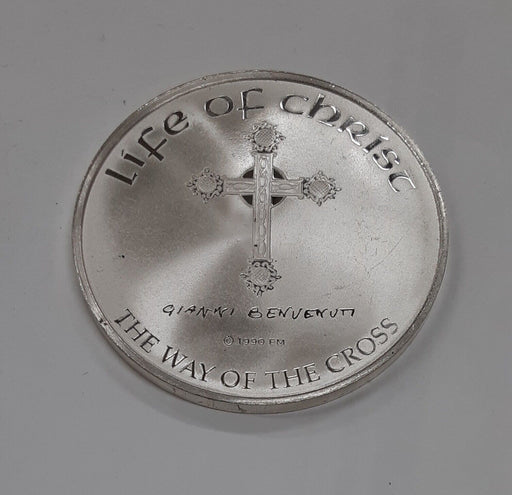 Life of Christ
GIANNI BENVENUTI
© 1990 FM
THE WAY OF THE CROSS